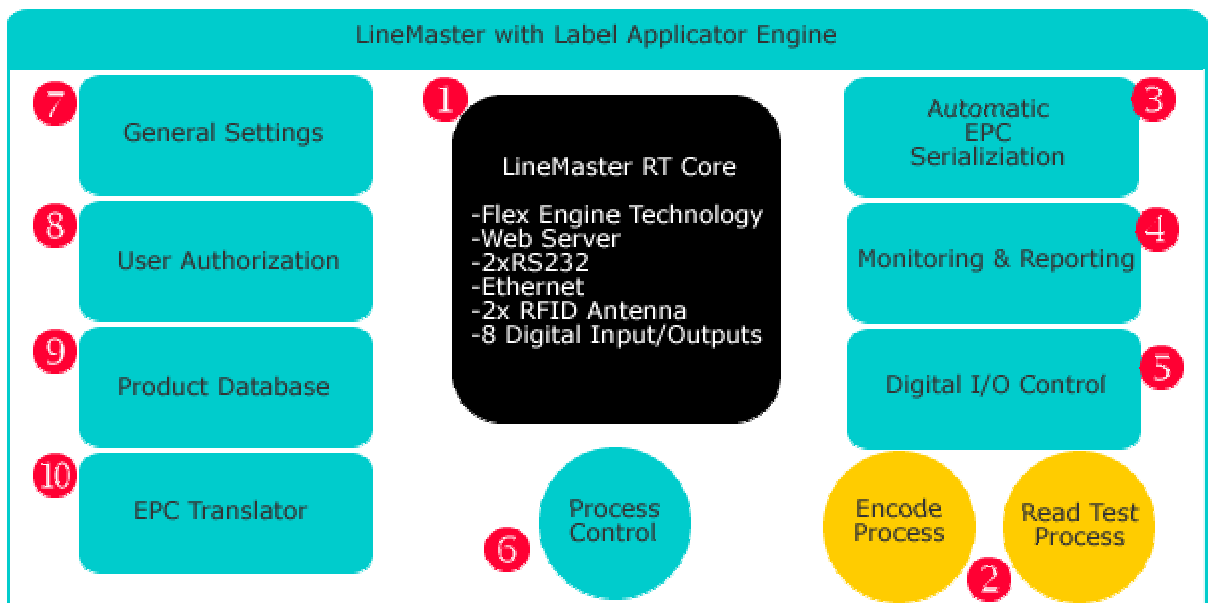 LineMaster with Label Applicator Engine
7
General Settings
8
User Authorization
9
Product Database
10
EPC Translator
1
LineMaster RT Core
-Flex Engine Technology
-Web Server
-2xRS232
-Ethernet
-2x RFID Antenna
-8 Digital Input/Outputs
6
Process
Control
3
Automatic
EPC
Serializiation
4
Monitoring & Reporting
5
Digital I/O Control
Encode
Process
2
Read Test
Process